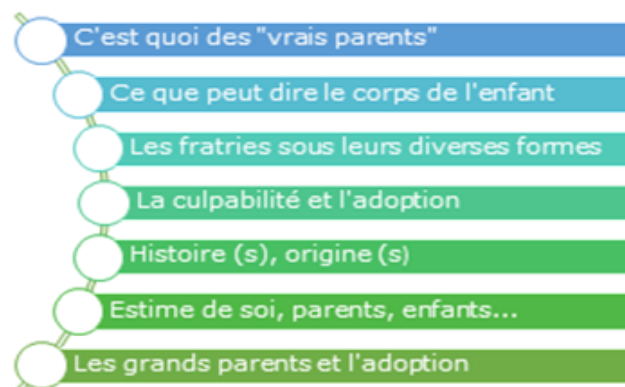 C'est quoi des "vrais parents"
Ce que peut dire le corps de l'enfant
Les fratries sous leurs diverses formes
La culpabilité et l'adoption
Histoire (s), origine (s)
Estime de soi, parents, enfants...
Les grands parents et l'adoption